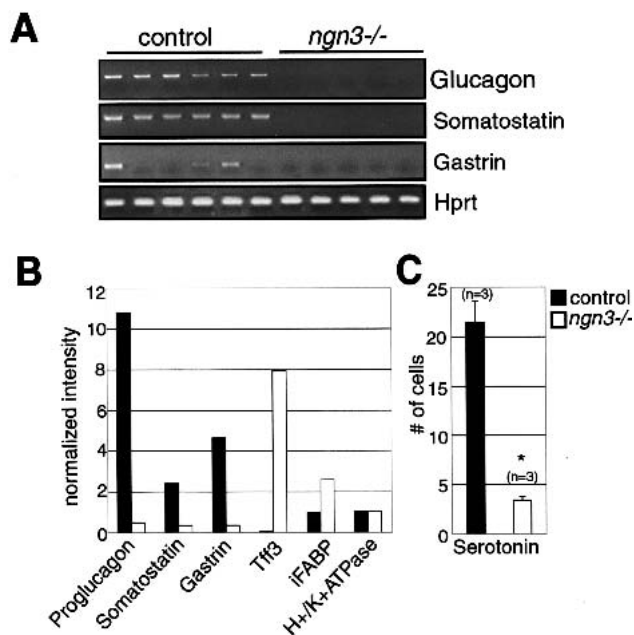 A
control ngn3-/-
Glucagon
Somatostatin
Gastrin
Hprt
B
normalized intensity
12
10
8
6
4
2
0
Proglucagon
Somatostatin
Gastrin
Tff3
iFABP
H+/K+ATPase
C
control
ngn3-/-
# of cells
25
20
15
10
5
0
(n=3)
*
(n=3)
Serotonin